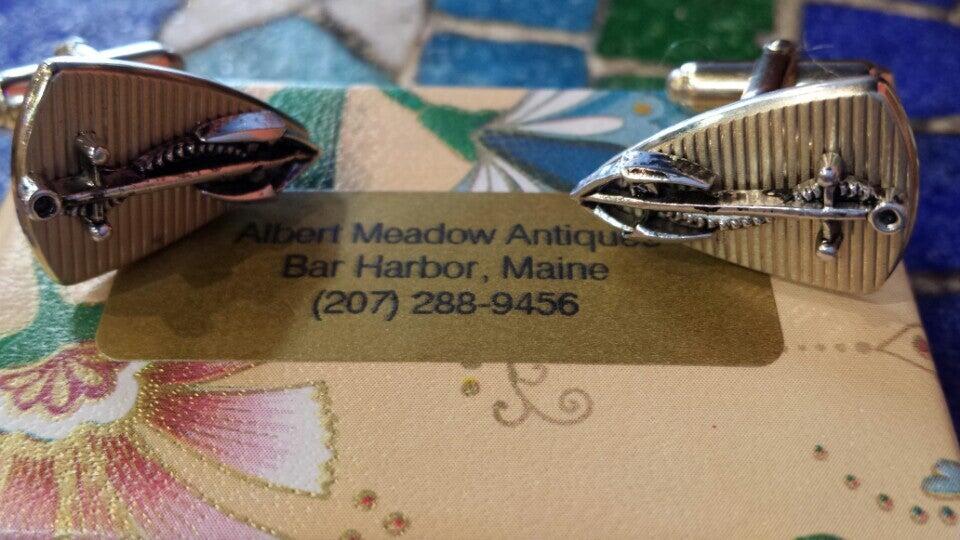 Albert Meadow Antiques
Bar Harbor, Maine
(207) 288-9456